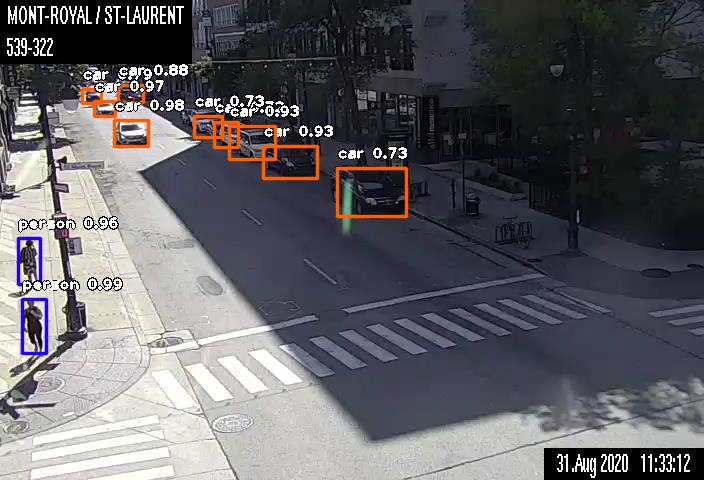 MONT-ROYAL / ST-LAURENT
539-322
car 0.88
car 0.97
car 0.98
car 0.73
0.93
car 0.93
car 0.73
person 0.96
person 0.99
31.Aug 2020 11:33:12